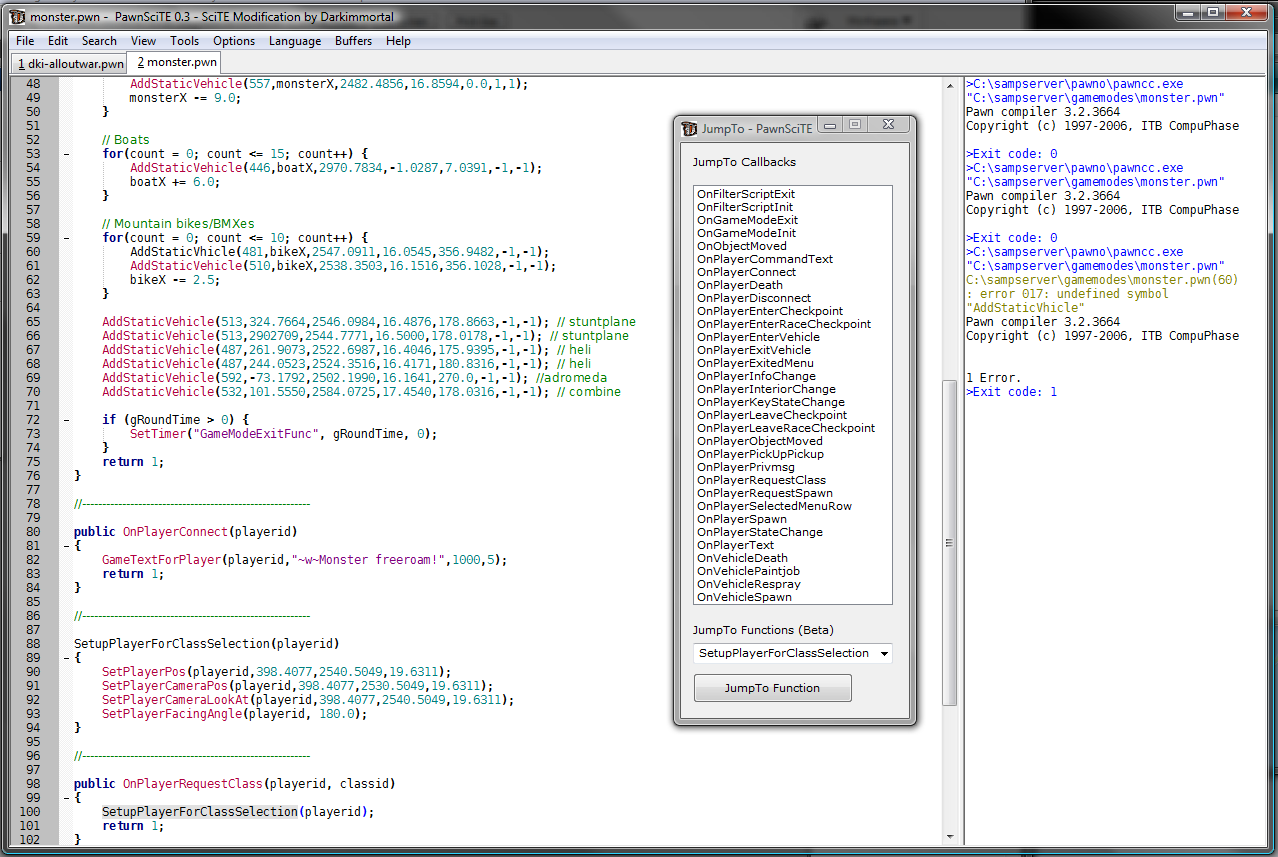 monster.pwn - PawnSciTE 0.3 - SciTE Modification by Darkimmortal
File Edit Search View Tools Options Language Buffers Help
1 dki-alloutwar.pwn 2 monster.pwn
48 AddStaticVehicle(557,monsterX,2482.4856,16.8594,0.0,1,1);
49 monsterX -= 9.0;
50 }
51
52 // Boats
53 - for(count = 0; count <= 15; count++) {
54 AddStaticVehicle(446,boatX,2970.7834,-1.0287,7.0391,-1,-1);
55 boatX += 6.0;
56 }
57
58 // Mountain bikes/BMXes
59 - for(count = 0; count <= 10; count++) {
60 AddStaticVhicle(481,bikeX,2547.0911,16.0545,356.9482,-1,-1);
61 AddStaticVehicle(510,bikeX,2538.3503,16.1516,356.1028,-1,-1);
62 bikeX -= 2.5;
63 }
64
65 AddStaticVehicle(513,324.7664,2546.0984,16.4876,178.8663,-1,-1); // stuntplane
66 AddStaticVehicle(513,2902709,2544.7771,16.5000,178.0178,-1,-1); // stuntplane
67 AddStaticVehicle(487,261.9073,2522.6987,16.4046,175.9395,-1,-1); // heli
68 AddStaticVehicle(487,244.0523,2524.3516,16.4171,180.8316,-1,-1); // heli
69 AddStaticVehicle(592,-73.1792,2502.1990,16.1641,270.0,-1,-1); //adromeda
70 AddStaticVehicle(532,101.5550,2584.0725,17.4540,178.0316,-1,-1); // combine
71
72 - if (gRoundTime > 0) {
73 SetTimer("GameModeExitFunc", gRoundTime, 0);
74 }
75 return 1;
76 }
77
78 //---------------------------------------------------------
79
80 public OnPlayerConnect(playerid)
81 - {
82 GameTextForPlayer(playerid,"~w~Monster freeroam!",1000,5);
83 return 1;
84 }
85
86 //---------------------------------------------------------
87
88 SetupPlayerForClassSelection(playerid)
89 - {
90 SetPlayerPos(playerid,398.4077,2540.5049,19.6311);
91 SetPlayerCameraPos(playerid,398.4077,2530.5049,19.6311);
92 SetPlayerCameraLookAt(playerid,398.4077,2540.5049,19.6311);
93 SetPlayerFacingAngle(playerid, 180.0);
94 }
95
96 //---------------------------------------------------------
97
98 public OnPlayerRequestClass(playerid, classid)
99 - {
100 SetupPlayerForClassSelection(playerid);
101 return 1;
102 }
JumpTo - PawnSciTE
JumpTo Callbacks
OnFilterScriptExit
OnFilterScriptInit
OnGameModeExit
OnGameModeInit
OnObjectMoved
OnPlayerCommandText
OnPlayerConnect
OnPlayerDeath
OnPlayerDisconnect
OnPlayerEnterCheckpoint
OnPlayerEnterRaceCheckpoint
OnPlayerEnterVehicle
OnPlayerExitVehicle
OnPlayerExitedMenu
OnPlayerInfoChange
OnPlayerInteriorChange
OnPlayerKeyStateChange
OnPlayerLeaveCheckpoint
OnPlayerLeaveRaceCheckpoint
OnPlayerObjectMoved
OnPlayerPickUpPickup
OnPlayerPrivmsg
OnPlayerRequestClass
OnPlayerRequestSpawn
OnPlayerSelectedMenuRow
OnPlayerSpawn
OnPlayerStateChange
OnPlayerText
OnVehicleDeath
OnVehiclePaintjob
OnVehicleRespray
OnVehicleSpawn
JumpTo Functions (Beta)
SetupPlayerForClassSelection
JumpTo Function
>C:\sampserver\pawno\pawncc.exe
"C:\sampserver\gamemodes\monster.pwn"
Pawn compiler 3.2.3664
Copyright (c) 1997-2006, ITB CompuPhase
>Exit code: 0
>C:\sampserver\pawno\pawncc.exe
"C:\sampserver\gamemodes\monster.pwn"
Pawn compiler 3.2.3664
Copyright (c) 1997-2006, ITB CompuPhase
>Exit code: 0
>C:\sampserver\pawno\pawncc.exe
"C:\sampserver\gamemodes\monster.pwn"
C:\sampserver\gamemodes\monster.pwn(60)
: error 017: undefined symbol
"AddStaticVhicle"
Pawn compiler 3.2.3664
Copyright (c) 1997-2006, ITB CompuPhase
1 Error.
>Exit code: 1